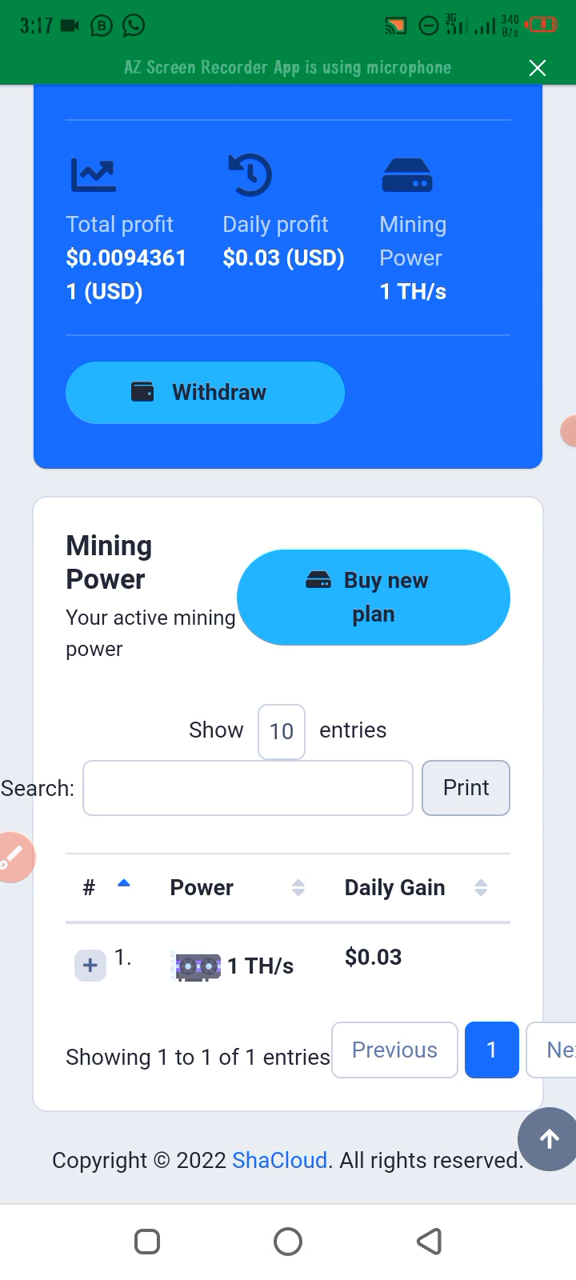 3:17 B 3G 340 B/s
AZ Screen Recorder App is using microphone
Total profit Daily profit Mining
$0.0094361 $0.03 (USD) Power
1 (USD) 1 TH/s
Withdraw
Mining
Power
Your active mining
power
Buy new
plan
Show 10 entries
Search: Print
# Power Daily Gain
+ 1. 1 TH/s $0.03
Showing 1 to 1 of 1 entries Previous 1 Nex
Copyright © 2022 ShaCloud. All rights reserved.